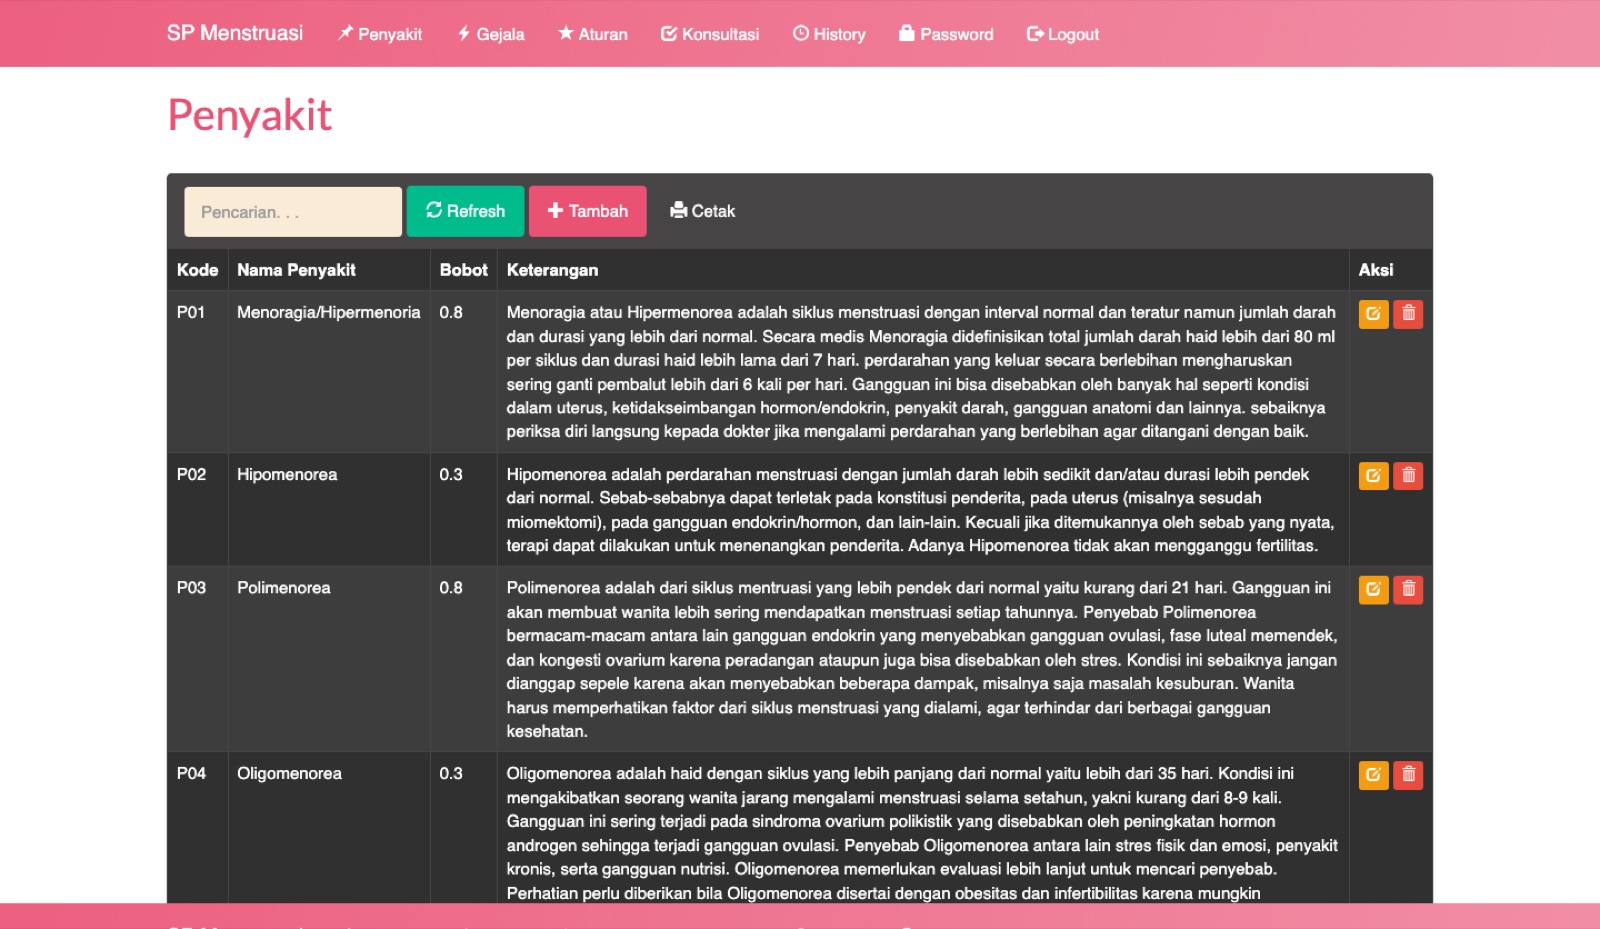 SP Menstruasi Penyakit Gejala Aturan Konsultasi History Password Logout
Penyakit
Pencarian. . . Refresh Tambah Cetak
Kode Nama Penyakit Bobot Keterangan Aksi
P01 Menoragia/Hipermenoria 0.8 Menoragia atau Hipermenorea adalah siklus menstruasi dengan interval normal dan teratur namun jumlah darah
dan durasi yang lebih dari normal. Secara medis Menoragia didefinisikan total jumlah darah haid lebih dari 80 ml
per siklus dan durasi haid lebih lama dari 7 hari. perdarahan yang keluar secara berlebihan mengharuskan
sering ganti pembalut lebih dari 6 kali per hari. Gangguan ini bisa disebabkan oleh banyak hal seperti kondisi
dalam uterus, ketidakseimbangan hormon/endokrin, penyakit darah, gangguan anatomi dan lainnya. sebaiknya
periksa diri langsung kepada dokter jika mengalami perdarahan yang berlebihan agar ditangani dengan baik.
P02 Hipomenorea 0.3 Hipomenorea adalah perdarahan menstruasi dengan jumlah darah lebih sedikit dan/atau durasi lebih pendek
dari normal. Sebab-sebabnya dapat terletak pada konstitusi penderita, pada uterus (misalnya sesudah
miomektomi), pada gangguan endokrin/hormon, dan lain-lain. Kecuali jika ditemukannya oleh sebab yang nyata,
terapi dapat dilakukan untuk menenangkan penderita. Adanya Hipomenorea tidak akan mengganggu fertilitas.
P03 Polimenorea 0.8 Polimenorea adalah dari siklus mentruasi yang lebih pendek dari normal yaitu kurang dari 21 hari. Gangguan ini
akan membuat wanita lebih sering mendapatkan menstruasi setiap tahunnya. Penyebab Polimenorea
bermacam-macam antara lain gangguan endokrin yang menyebabkan gangguan ovulasi, fase luteal memendek,
dan kongesti ovarium karena peradangan ataupun juga bisa disebabkan oleh stres. Kondisi ini sebaiknya jangan
dianggap sepele karena akan menyebabkan beberapa dampak, misalnya saja masalah kesuburan. Wanita
harus memperhatikan faktor dari siklus menstruasi yang dialami, agar terhindar dari berbagai gangguan
kesehatan.
P04 Oligomenorea 0.3 Oligomenorea adalah haid dengan siklus yang lebih panjang dari normal yaitu lebih dari 35 hari. Kondisi ini
mengakibatkan seorang wanita jarang mengalami menstruasi selama setahun, yakni kurang dari 8-9 kali.
Gangguan ini sering terjadi pada sindroma ovarium polikistik yang disebabkan oleh peningkatan hormon
androgen sehingga terjadi gangguan ovulasi. Penyebab Oligomenorea antara lain stres fisik dan emosi, penyakit
kronis, serta gangguan nutrisi. Oligomenorea memerlukan evaluasi lebih lanjut untuk mencari penyebab.
Perhatian perlu diberikan bila Oligomenorea disertai dengan obesitas dan infertilitas karena mungkin